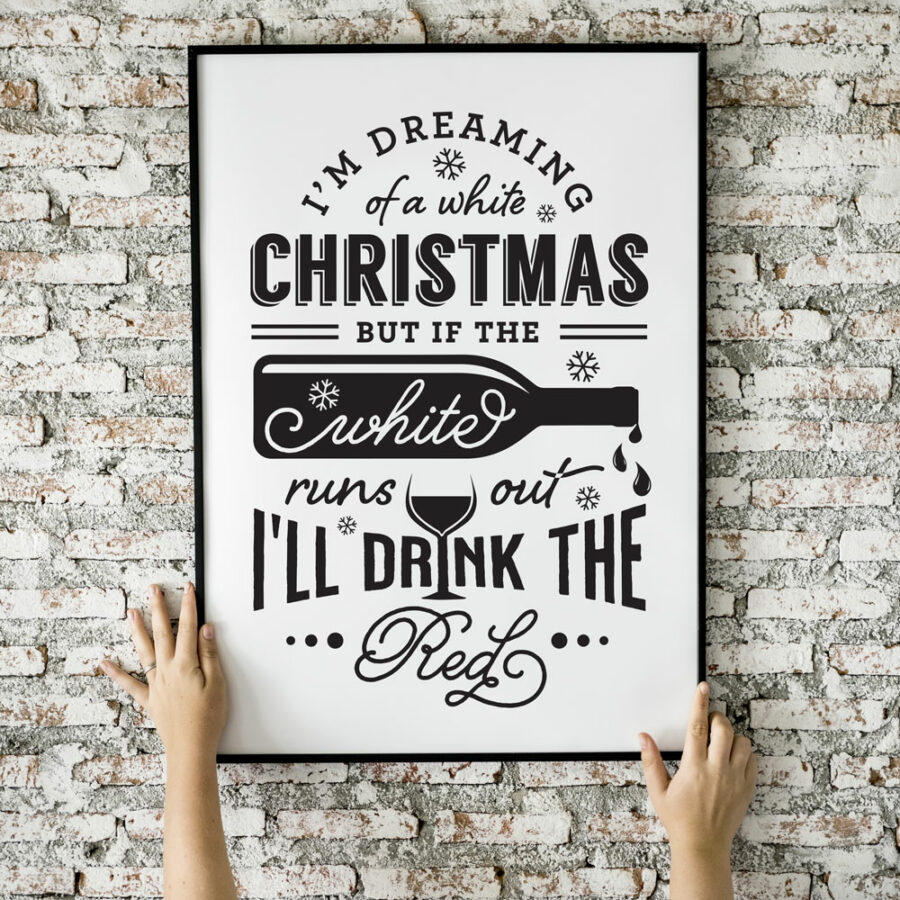 I'M DREAMING
of a white
CHRISTMAS
BUT IF THE
white
runs out
I'LL DRINK THE
Red